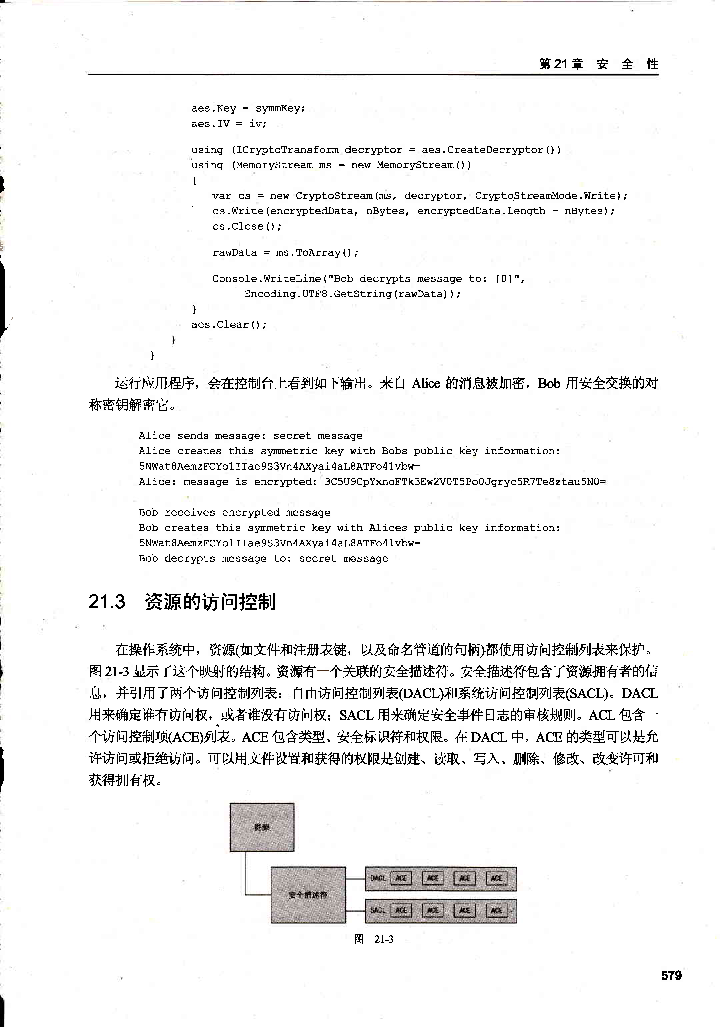 第21章 安 全 性
aes.Key = symmKey;
aes.IV = iv;
using (ICryptoTransform decryptor = aes.CreateDecryptor())
using (MemoryStream ms = new MemoryStream())
{
var cs = new CryptoStream(ms, decryptor, CryptoStreamMode.Write);
cs.Write(encryptedData, nBytes, encryptedData.Length - nBytes);
cs.Close();
rawData = ms.ToArray();
Console.WriteLine("Bob decrypts message to: {0}",
Encoding.UTF8.GetString(rawData));
}
aes.Clear();
}
}
运行应用程序，会在控制台上看到如下输出。来自 Alice 的消息被加密，Bob 用安全交换的对
称密钥解密它。
Alice sends message: secret message
Alice creates this symmetric key with Bobs public key information:
Alice: message is encrypted:
Bob receives encrypted message
Bob creates this symmetric key with Alices public key information:
Bob decrypts message to: secret message
21.3 资源的访问控制
在操作系统中，资源(如文件和注册表键，以及命名管道的句柄)都使用访问控制列表来保护。
图 21-3 显示了这个映射的结构。资源有一个关联的安全描述符。安全描述符包含了资源拥有者的信
息，并引用了两个访问控制列表：自由访问控制列表(DACL)和系统访问控制列表(SACL)。DACL
用来确定谁有访问权，或者谁没有访问权；SACL 用来确定安全事件日志的审核规则。ACL 包含一
个访问控制项(ACE)列表。ACE 包含类型、安全标识符和权限。在 DACL 中，ACE 的类型可以是允
许访问或拒绝访问。可以用文件设置和获得的权限是创建、读取、写入、删除、修改、改变许可和
获得拥有权。
资源
安全描述符
DACL ACE ACE ACE ACE
SACL ACE ACE ACE ACE
图 21-3
579